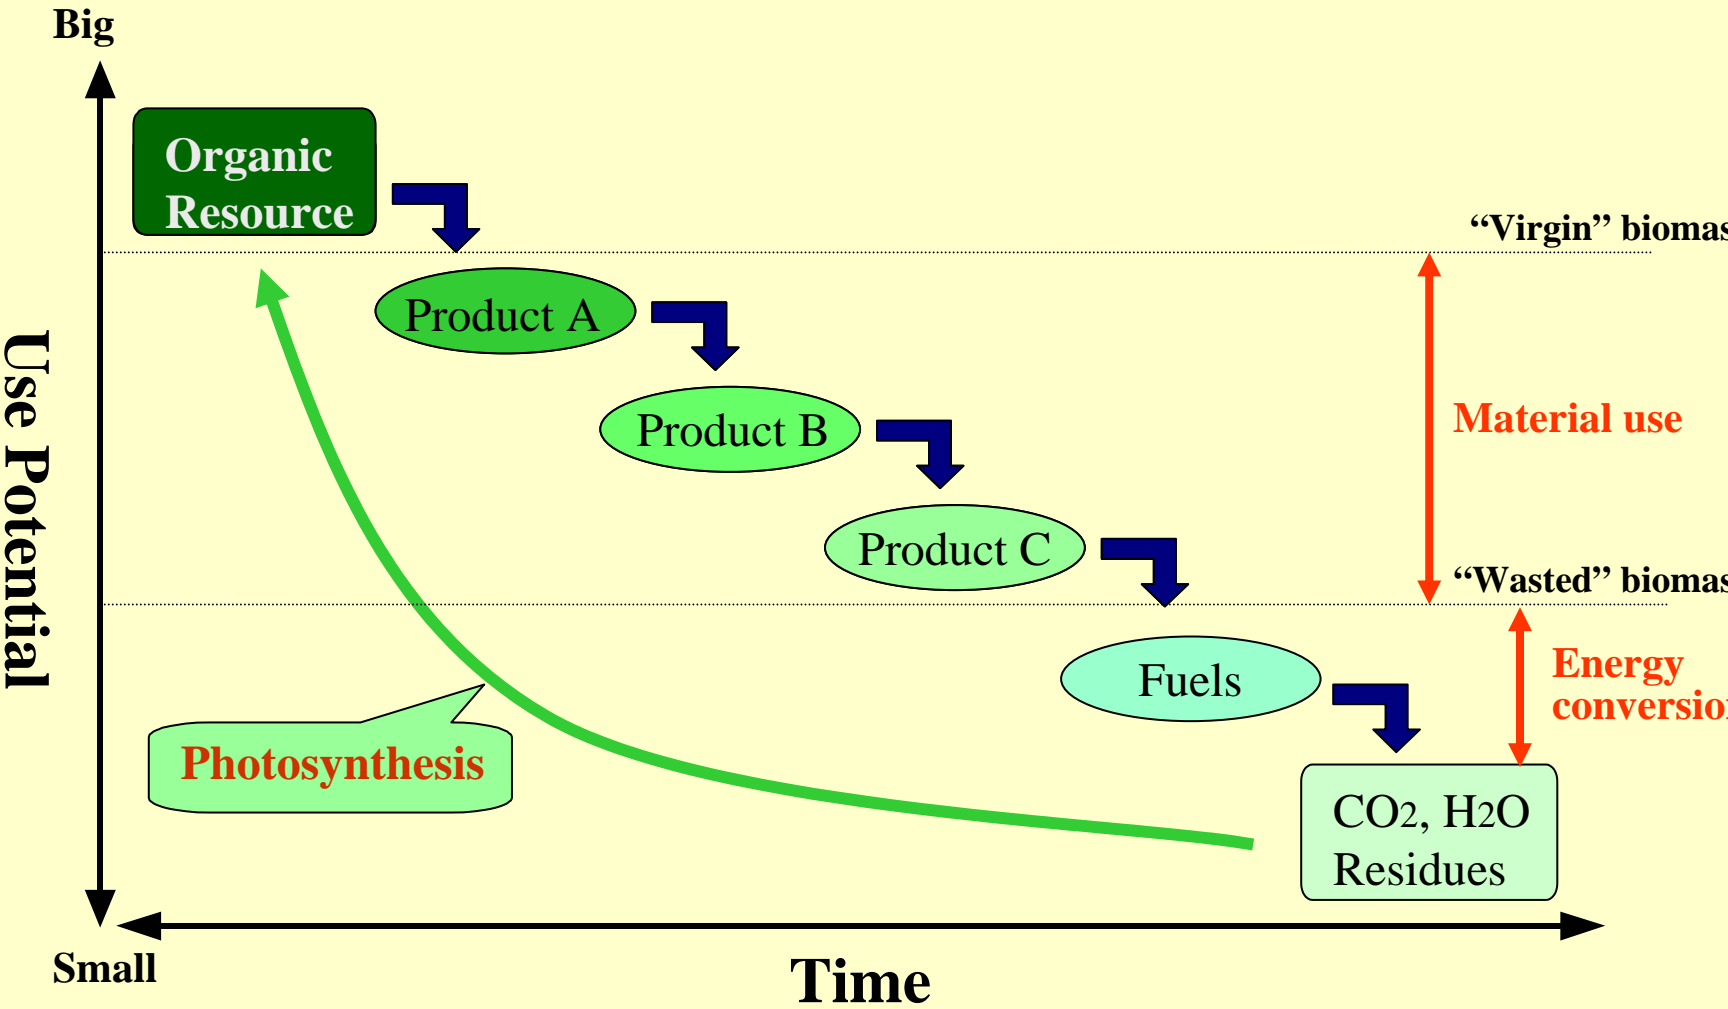 Big
Organic
Resource
“Virgin” biomas
Product A
Use Potential
Product B
Material use
Product C
“Wasted” biomas
Energy
conversion
Fuels
Photosynthesis
CO2, H2O
Residues
Small
Time